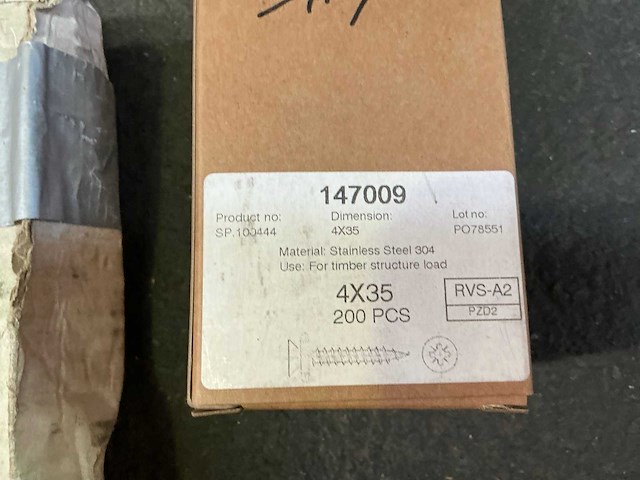 147009
Product no: Dimension: Lot no:
SP.100444 4X35 PO78551
Material: Stainless Steel 304
Use: For timber structure load
4X35 RVS-A2
200 PCS PZD2